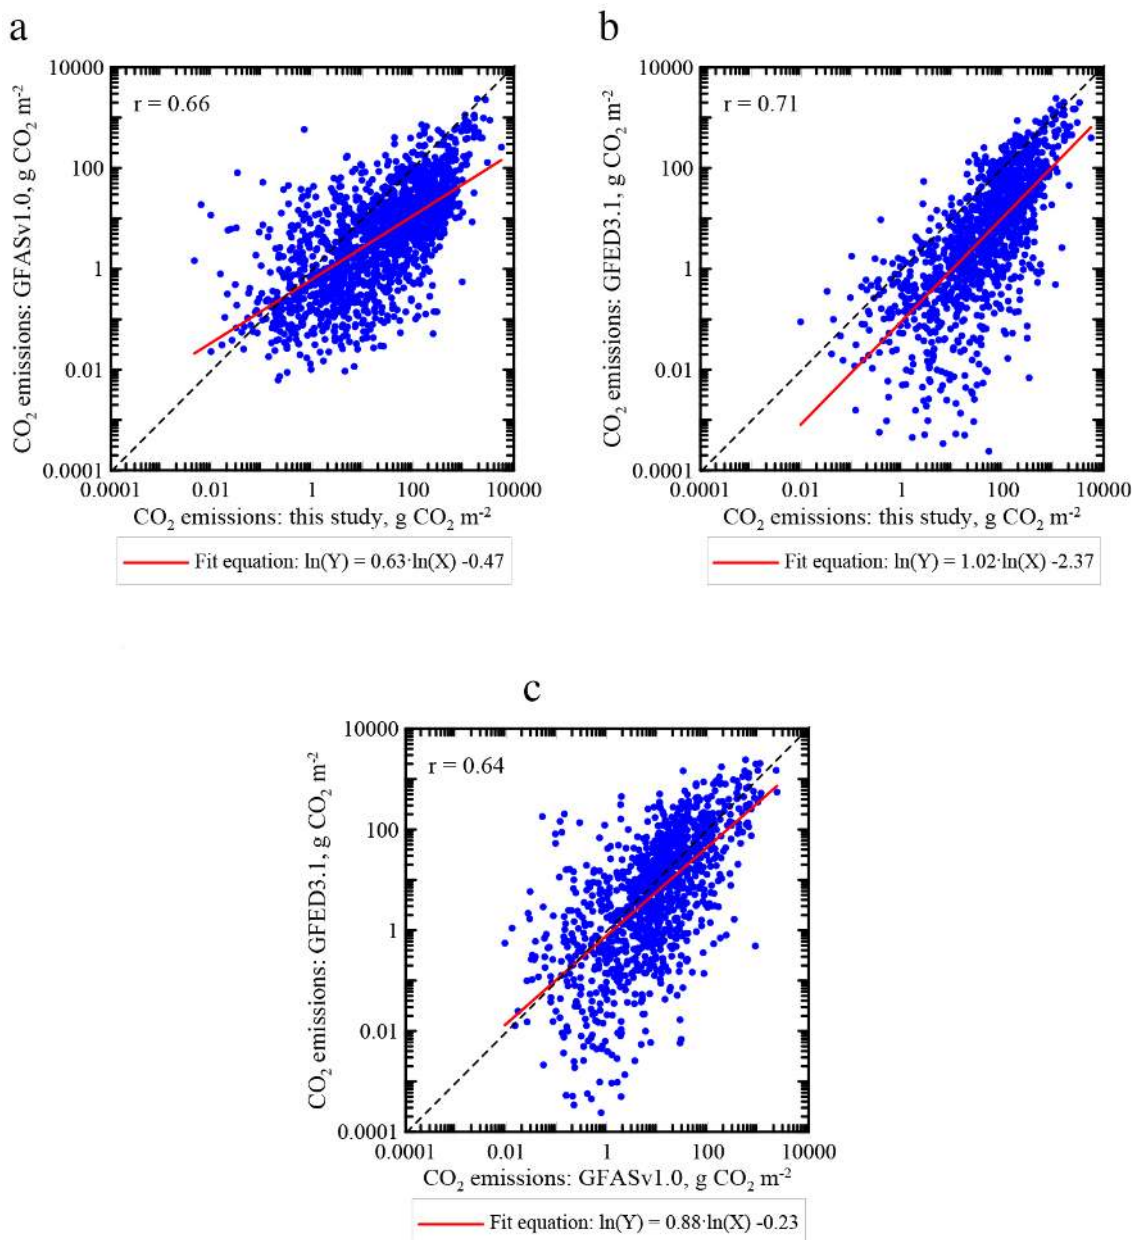 a
CO₂ emissions: GFASv1.0, g CO₂ m⁻²
10000
100
1
0.01
0.0001
r = 0.66
0.0001 0.01 1 100 10000
CO₂ emissions: this study, g CO₂ m⁻²
Fit equation: ln(Y) = 0.63·ln(X) -0.47
b
CO₂ emissions: GFED3.1, g CO₂ m⁻²
10000
100
1
0.01
0.0001
r = 0.71
0.0001 0.01 1 100 10000
CO₂ emissions: this study, g CO₂ m⁻²
Fit equation: ln(Y) = 1.02·ln(X) -2.37
c
CO₂ emissions: GFED3.1, g CO₂ m⁻²
10000
100
1
0.01
0.0001
r = 0.64
0.0001 0.01 1 100 10000
CO₂ emissions: GFASv1.0, g CO₂ m⁻²
Fit equation: ln(Y) = 0.88·ln(X) -0.23